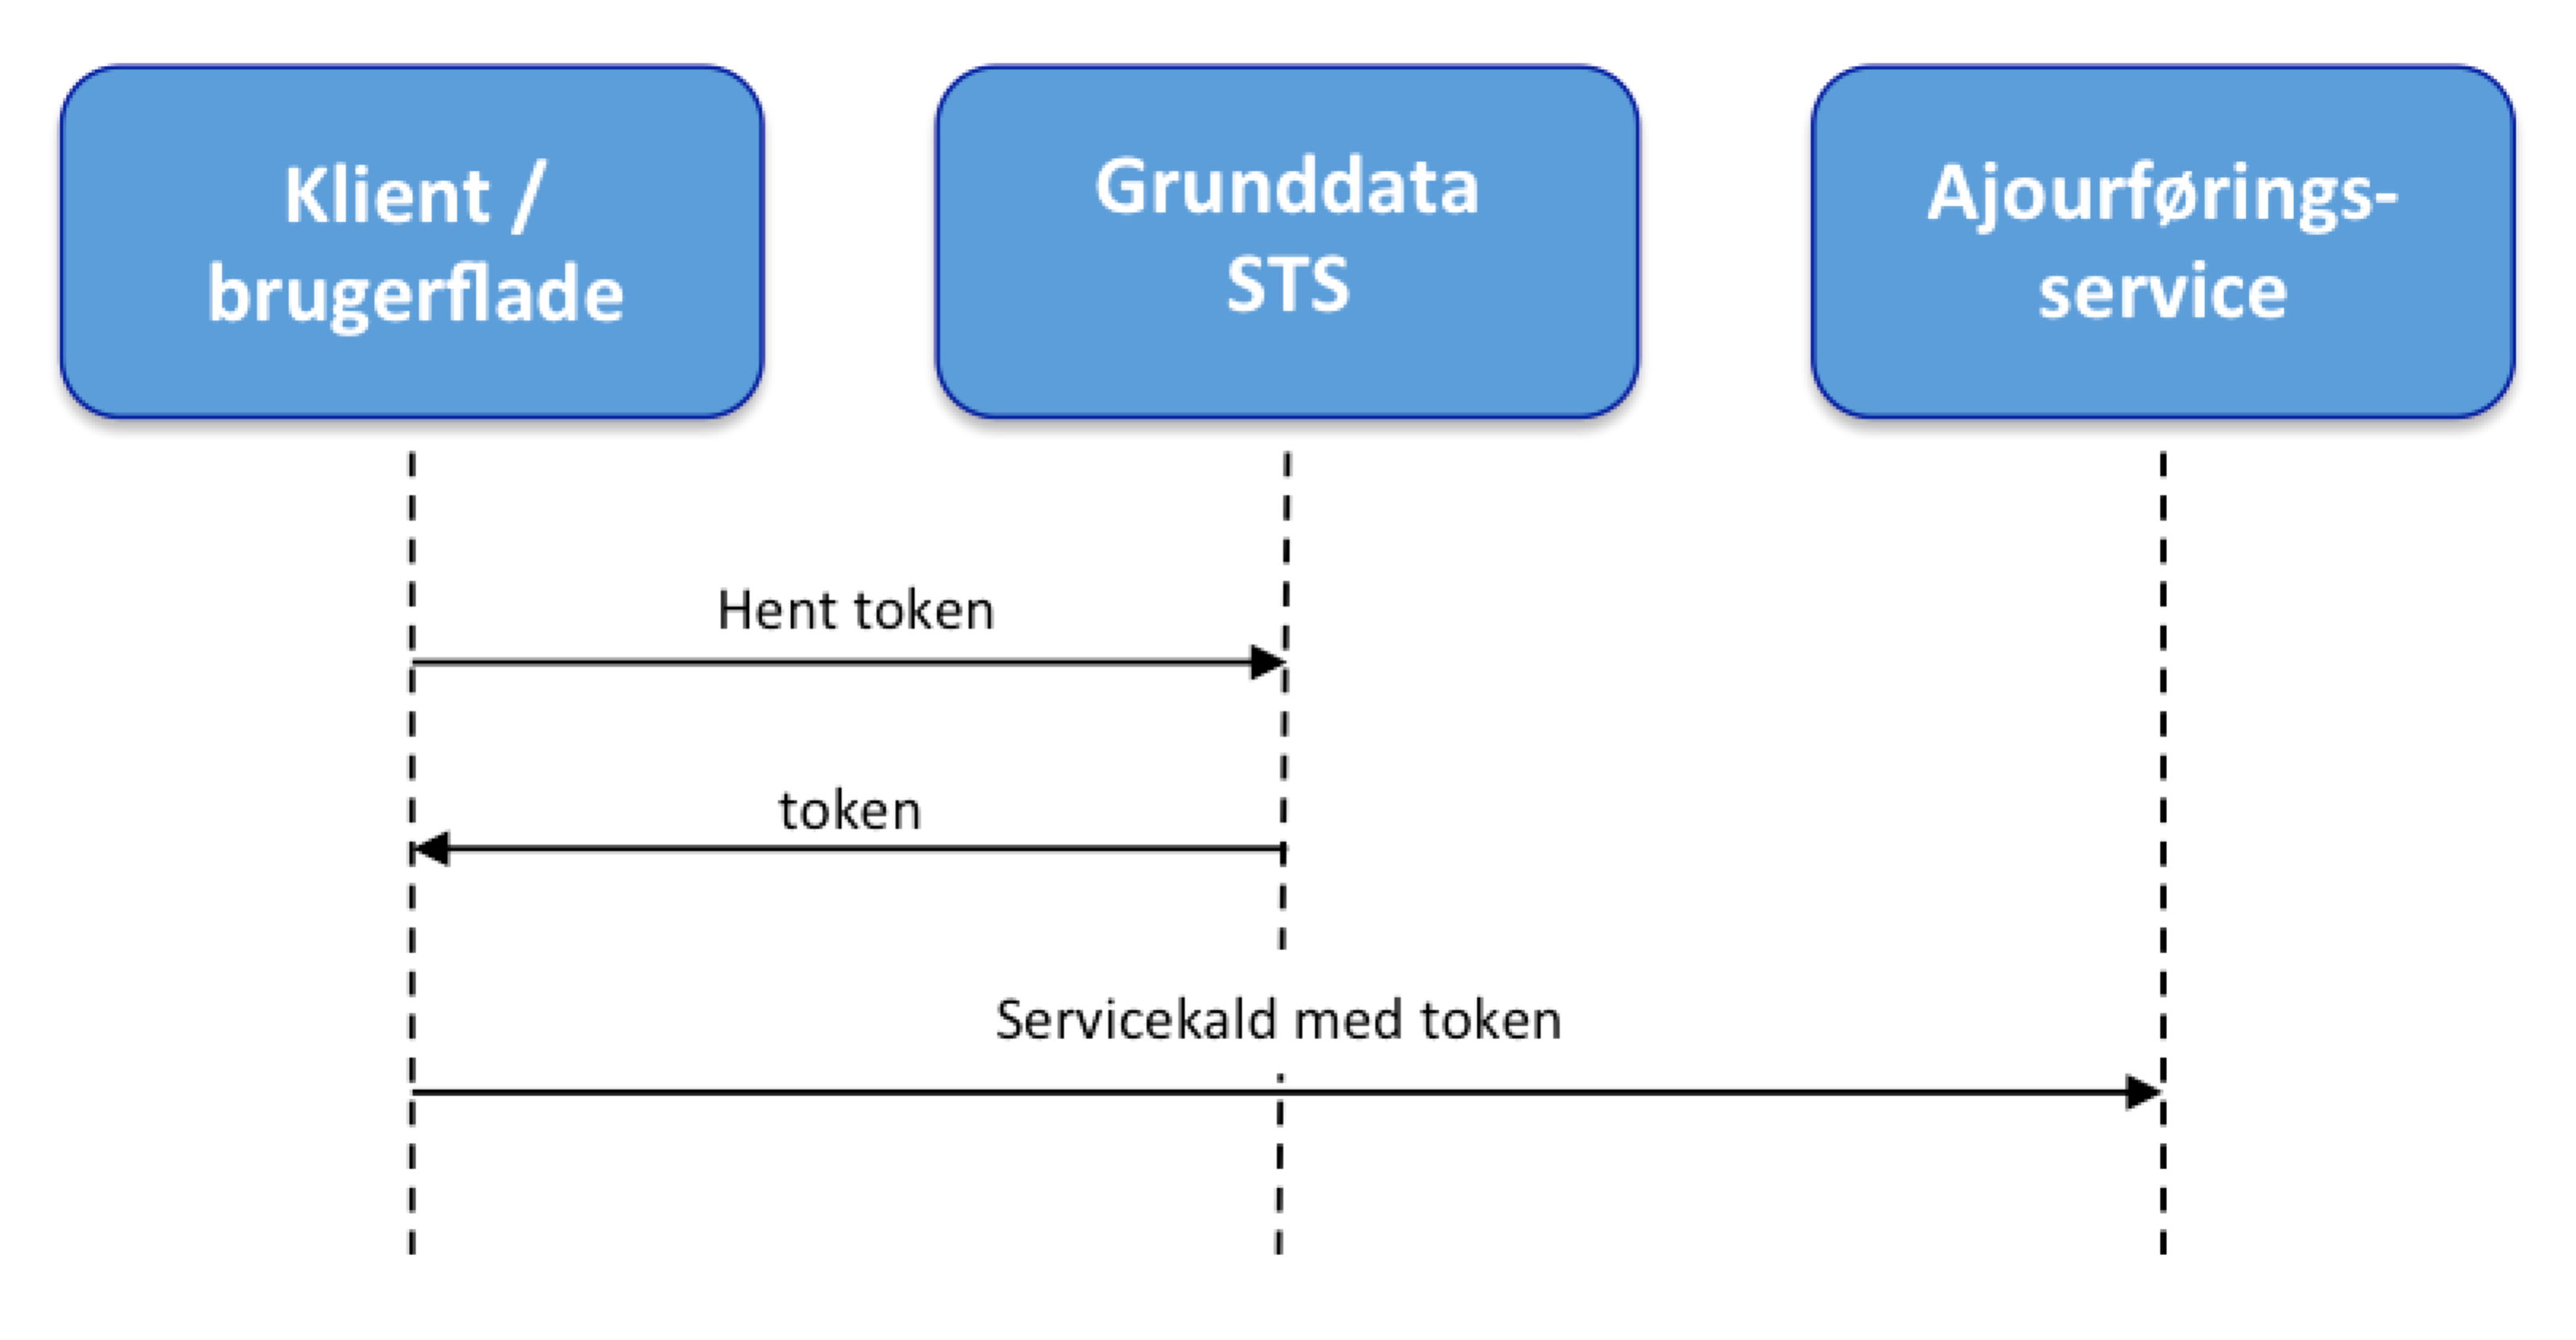 Klient /
brugerflade
Grunddata
STS
Ajourførings-
service
Hent token
token
Servicekald med token